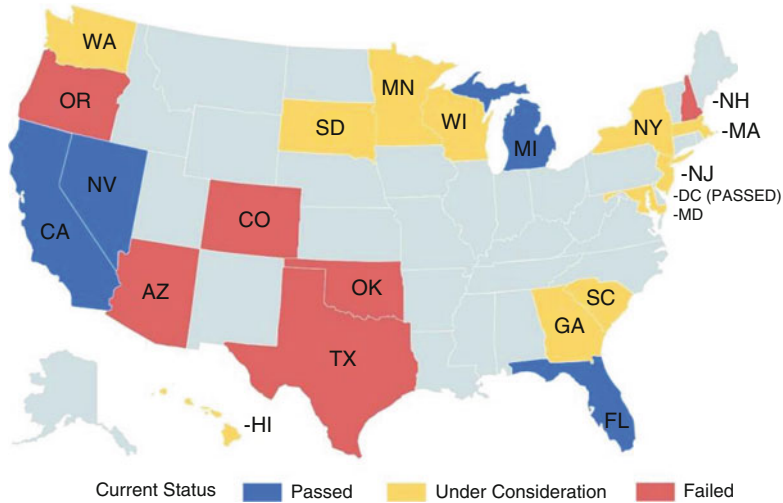 WA
OR
MN
-NH
SD
WI
NY
-MA
MI
-NJ
NV
-DC (PASSED)
CO
-MD
CA
AZ
OK
SC
GA
TX
-HI
FL
Current Status Passed Under Consideration Failed